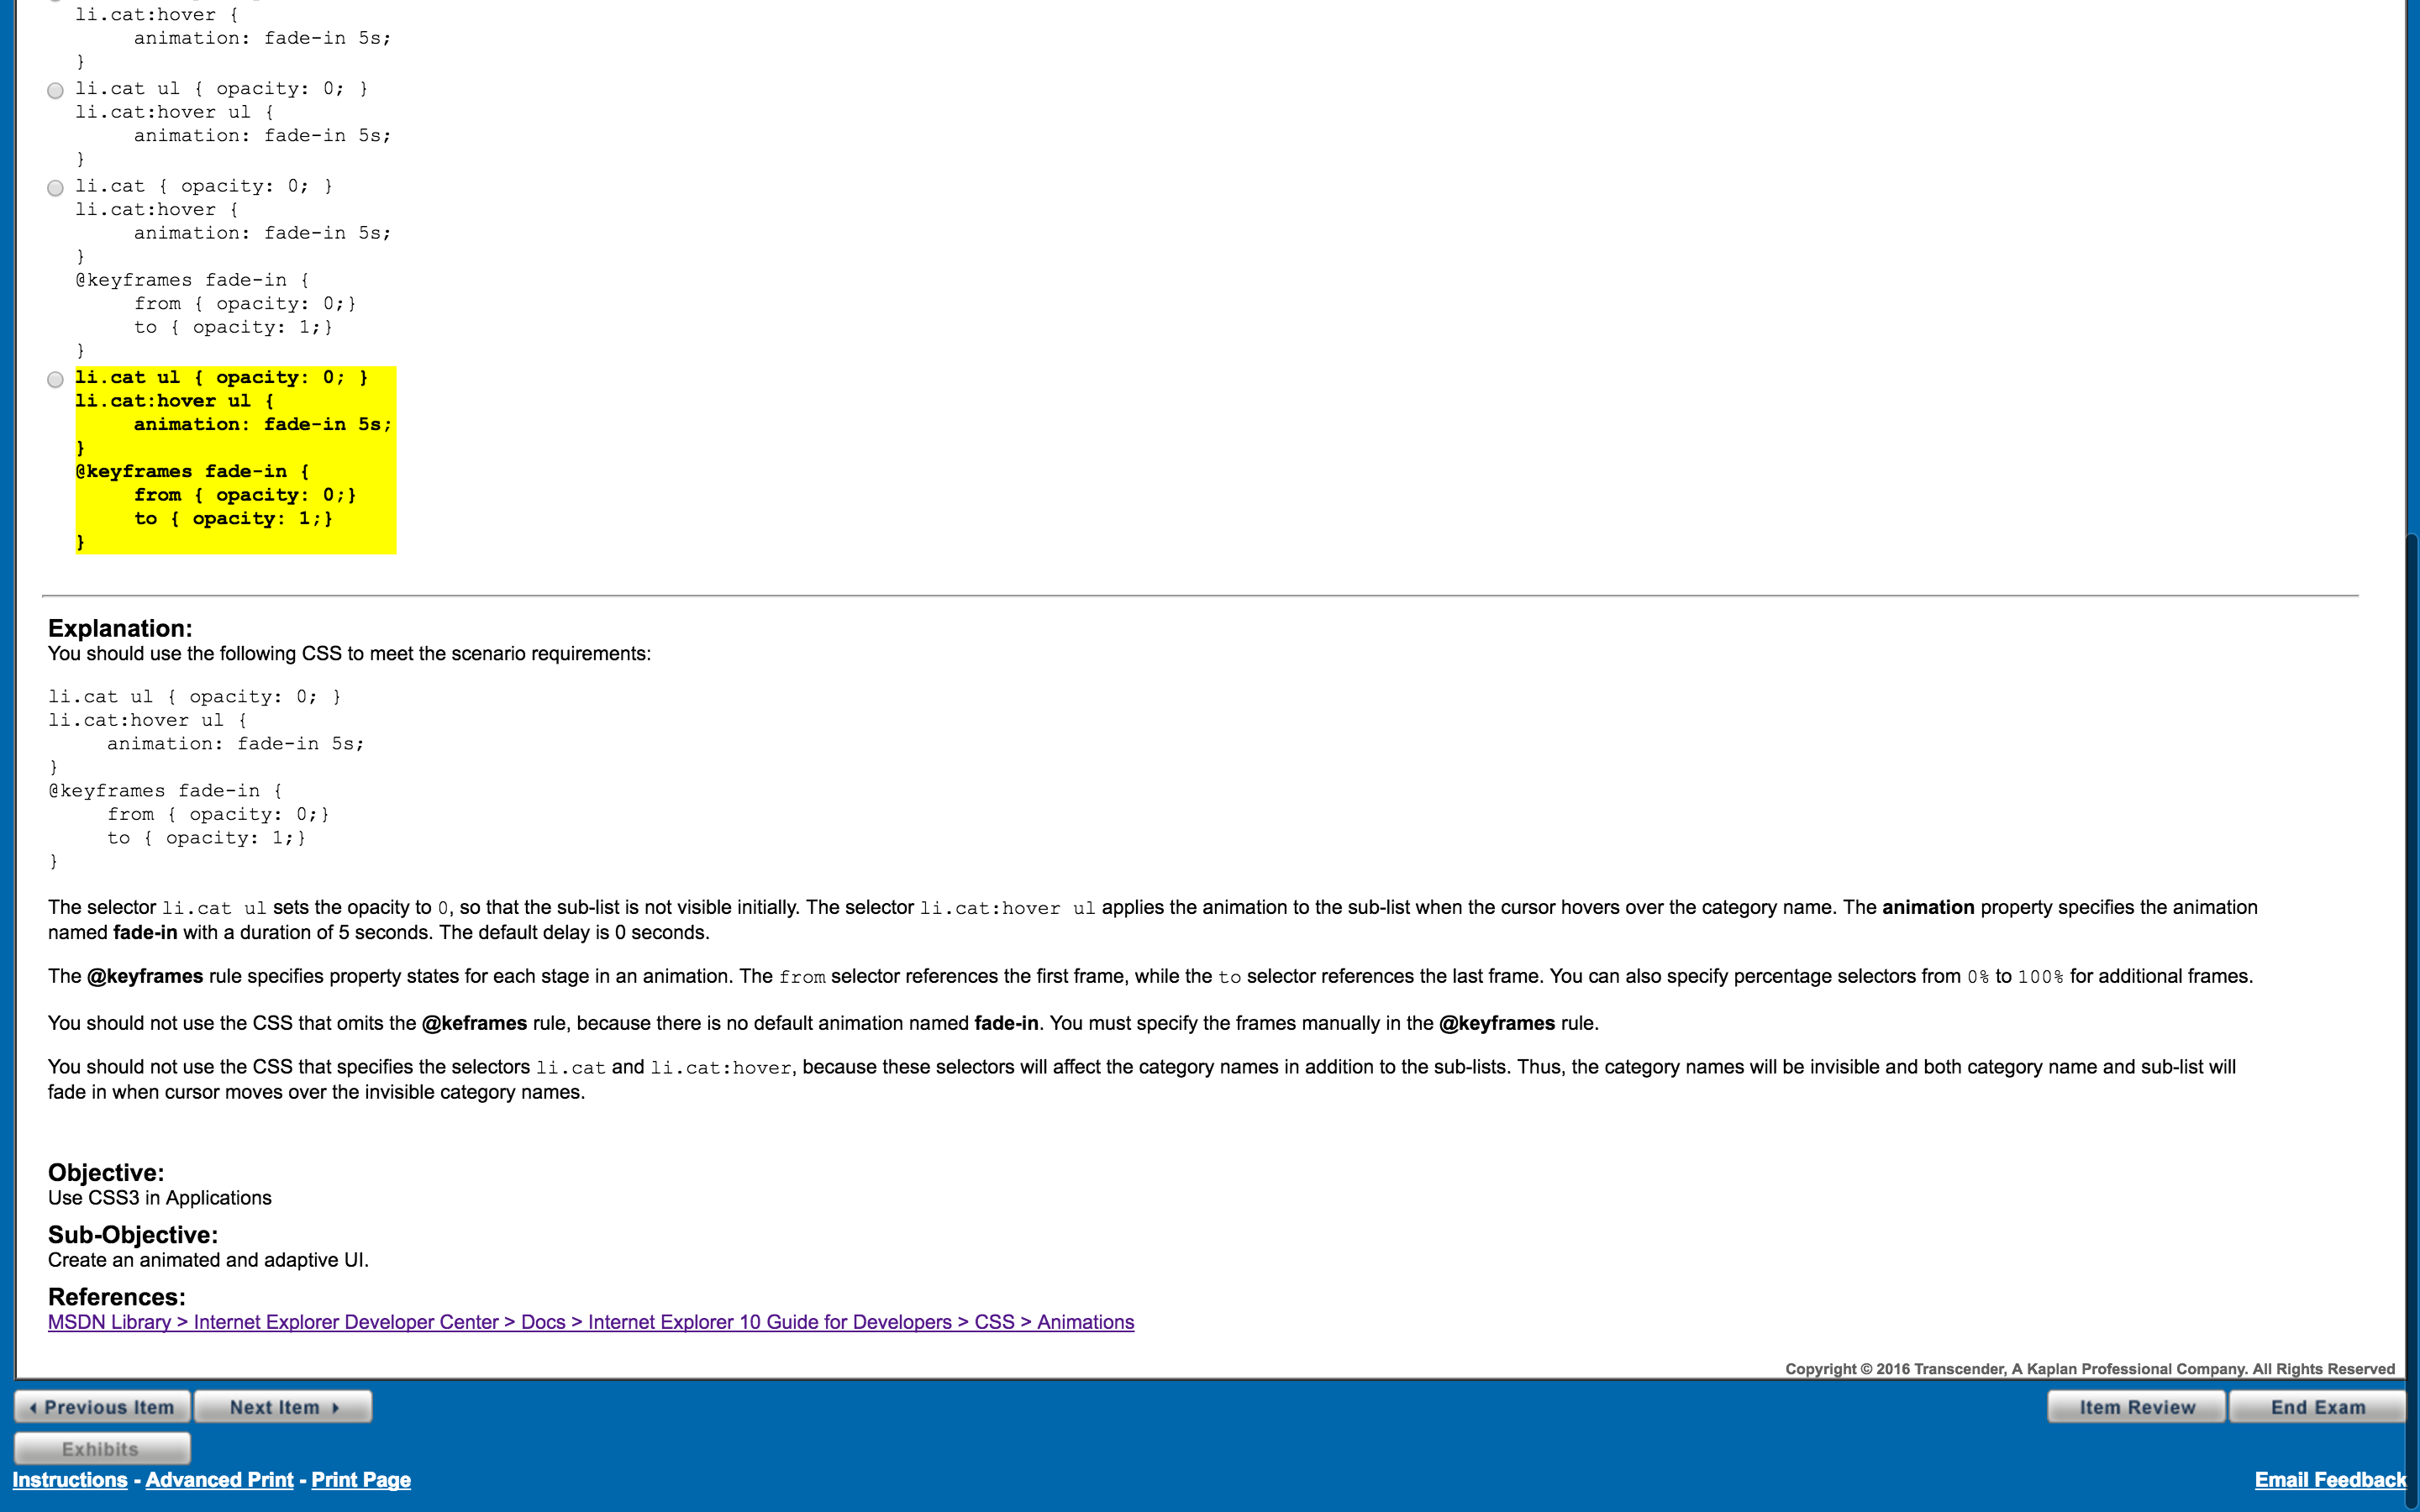 li.cat:hover {
animation: fade-in 5s;
}
li.cat ul { opacity: 0; }
li.cat:hover ul {
animation: fade-in 5s;
}
li.cat { opacity: 0; }
li.cat:hover {
animation: fade-in 5s;
}
@keyframes fade-in {
from { opacity: 0;}
to { opacity: 1;}
}
li.cat ul { opacity: 0; }
li.cat:hover ul {
animation: fade-in 5s;
}
@keyframes fade-in {
from { opacity: 0;}
to { opacity: 1;}
}
Explanation:
You should use the following CSS to meet the scenario requirements:
li.cat ul { opacity: 0; }
li.cat:hover ul {
animation: fade-in 5s;
}
@keyframes fade-in {
from { opacity: 0;}
to { opacity: 1;}
}
The selector li.cat ul sets the opacity to 0, so that the sub-list is not visible initially. The selector li.cat:hover ul applies the animation to the sub-list when the cursor hovers over the category name. The animation property specifies the animation
named fade-in with a duration of 5 seconds. The default delay is 0 seconds.
The @keyframes rule specifies property states for each stage in an animation. The from selector references the first frame, while the to selector references the last frame. You can also specify percentage selectors from 0% to 100% for additional frames.
You should not use the CSS that omits the @keframes rule, because there is no default animation named fade-in. You must specify the frames manually in the @keyframes rule.
You should not use the CSS that specifies the selectors li.cat and li.cat:hover, because these selectors will affect the category names in addition to the sub-lists. Thus, the category names will be invisible and both category name and sub-list will
fade in when cursor moves over the invisible category names.
Objective:
Use CSS3 in Applications
Sub-Objective:
Create an animated and adaptive UI.
References:
MSDN Library > Internet Explorer Developer Center > Docs > Internet Explorer 10 Guide for Developers > CSS > Animations
Copyright © 2016 Transcender, A Kaplan Professional Company. All Rights Reserved
Previous Item Next Item Item Review End Exam
Exhibits
Instructions - Advanced Print - Print Page Email Feedback